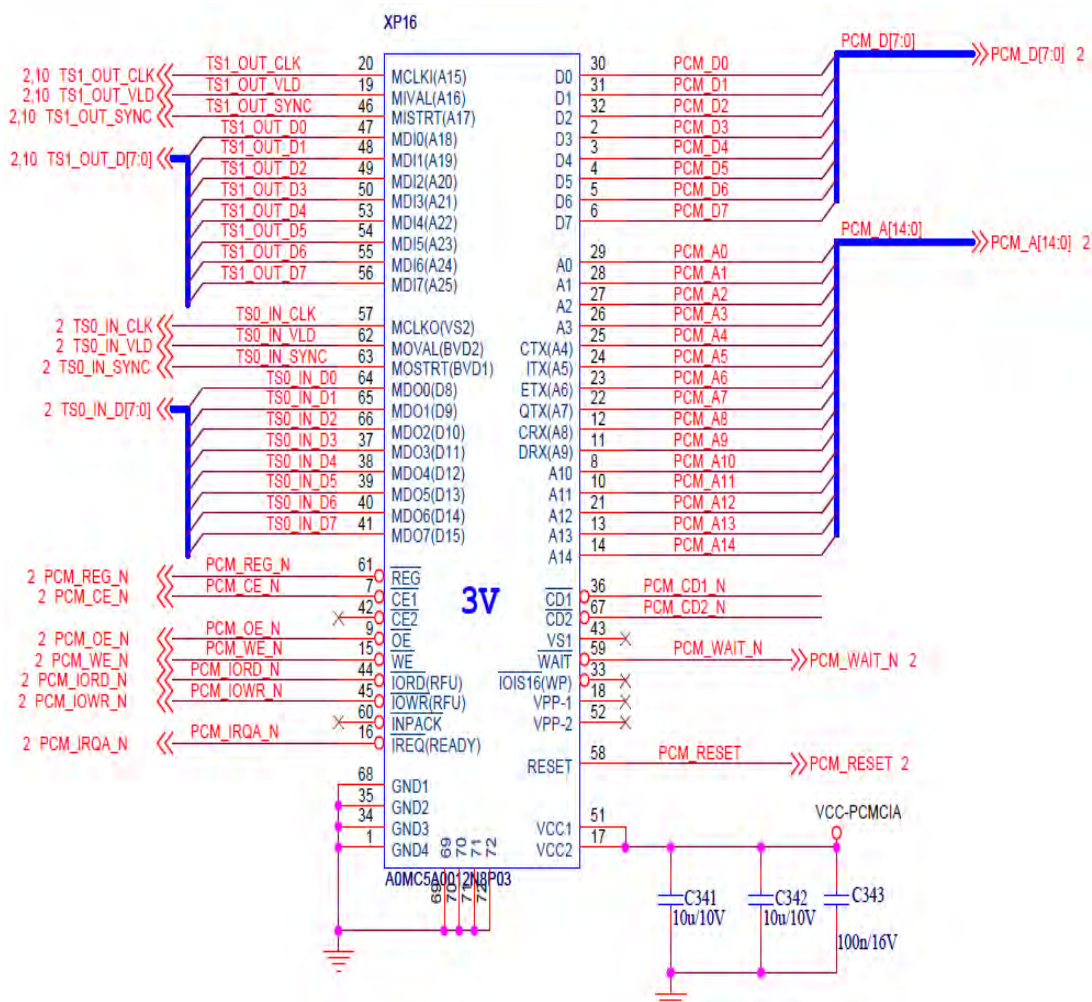 XP16
2,10 TS1_OUT_CLK TS1_OUT_CLK 20 MCLKI(A15)
2,10 TS1_OUT_VLD TS1_OUT_VLD 19 MIVAL(A16)
2,10 TS1_OUT_SYNC TS1_OUT_SYNC 46 MISTRT(A17)
TS1_OUT_D0 47 MDI0(A18)
2,10 TS1_OUT_D[7:0] TS1_OUT_D1 48 MDI1(A19)
TS1_OUT_D2 49 MDI2(A20)
TS1_OUT_D3 50 MDI3(A21)
TS1_OUT_D4 53 MDI4(A22)
TS1_OUT_D5 54 MDI5(A23)
TS1_OUT_D6 55 MDI6(A24)
TS1_OUT_D7 56 MDI7(A25)
2 TS0_IN_CLK TS0_IN_CLK 57 MCLKO(VS2)
2 TS0_IN_VLD TS0_IN_VLD 62 MOVAL(BVD2)
2 TS0_IN_SYNC TS0_IN_SYNC 63 MOSTRT(BVD1)
TS0_IN_D0 64 MDO0(D8)
2 TS0_IN_D[7:0] TS0_IN_D1 65 MDO1(D9)
TS0_IN_D2 66 MDO2(D10)
TS0_IN_D3 37 MDO3(D11)
TS0_IN_D4 38 MDO4(D12)
TS0_IN_D5 39 MDO5(D13)
TS0_IN_D6 40 MDO6(D14)
TS0_IN_D7 41 MDO7(D15)
2 PCM_REG_N PCM_REG_N 61 REG
2 PCM_CE_N PCM_CE_N 7 CE1
42 CE2
2 PCM_OE_N PCM_OE_N 9 OE
2 PCM_WE_N PCM_WE_N 15 WE
2 PCM_IORD_N PCM_IORD_N 44 IORD(RFU)
2 PCM_IOWR_N PCM_IOWR_N 45 IOWR(RFU)
60 INPACK
2 PCM_IRQA_N PCM_IRQA_N 16 IREQ(READY)
68 GND1
35 GND2
34 GND3
1 GND4
69 70 71 72
A0MC5A0012N8P03
69 70 71 72
3V
PCM_D[7:0] PCM_D[7:0] 2
D0 30 PCM_D0
D1 31 PCM_D1
D2 32 PCM_D2
D3 2 PCM_D3
D4 3 PCM_D4
D5 4 PCM_D5
D6 5 PCM_D6
D7 6 PCM_D7
PCM_A[14:0] PCM_A[14:0] 2
A0 29 PCM_A0
A1 28 PCM_A1
A2 27 PCM_A2
A3 26 PCM_A3
CTX(A4) 25 PCM_A4
ITX(A5) 24 PCM_A5
ETX(A6) 23 PCM_A6
QTX(A7) 22 PCM_A7
CRX(A8) 12 PCM_A8
DRX(A9) 11 PCM_A9
A10 8 PCM_A10
A11 10 PCM_A11
A12 21 PCM_A12
A13 13 PCM_A13
A14 14 PCM_A14
CD1 36 PCM_CD1_N
CD2 67 PCM_CD2_N
VS1 43
WAIT 59 PCM_WAIT_N PCM_WAIT_N 2
IOIS16(WP) 33
VPP-1 18
VPP-2 52
RESET 58 PCM_RESET PCM_RESET 2
VCC1 51
VCC2 17
VCC-PCMCIA
C341
10u/10V
C342
10u/10V
C343
100n/16V